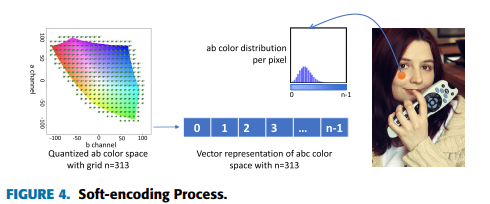 100
50
0
-50
-100
a channel
-100
-50
0
50
100
b channel
Quantized ab color space
with grid n=313
ab color distribution
per pixel
0
n-1
0 1 2 3 ... n-1
Vector representation of abc color
space with n=313
FIGURE 4. Soft-encoding Process.